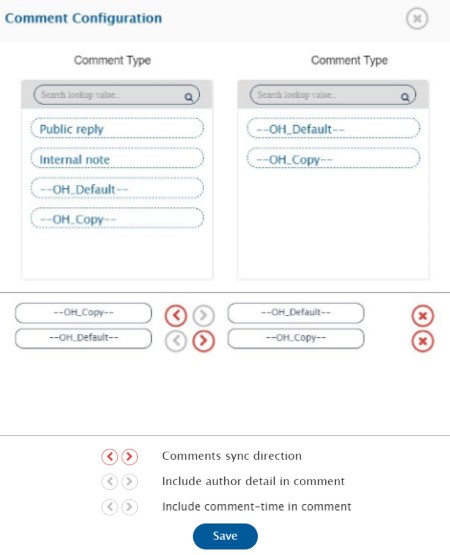 Comment Configuration
Comment Type
Comment Type
Search lookup value..
Search lookup value..
Public reply
Internal note
--OH_Default--
--OH_Copy--
--OH_Default--
--OH_Copy--
--OH_Copy-- --OH_Default--
--OH_Default-- --OH_Copy--
Comments sync direction
Include author detail in comment
Include comment-time in comment
Save